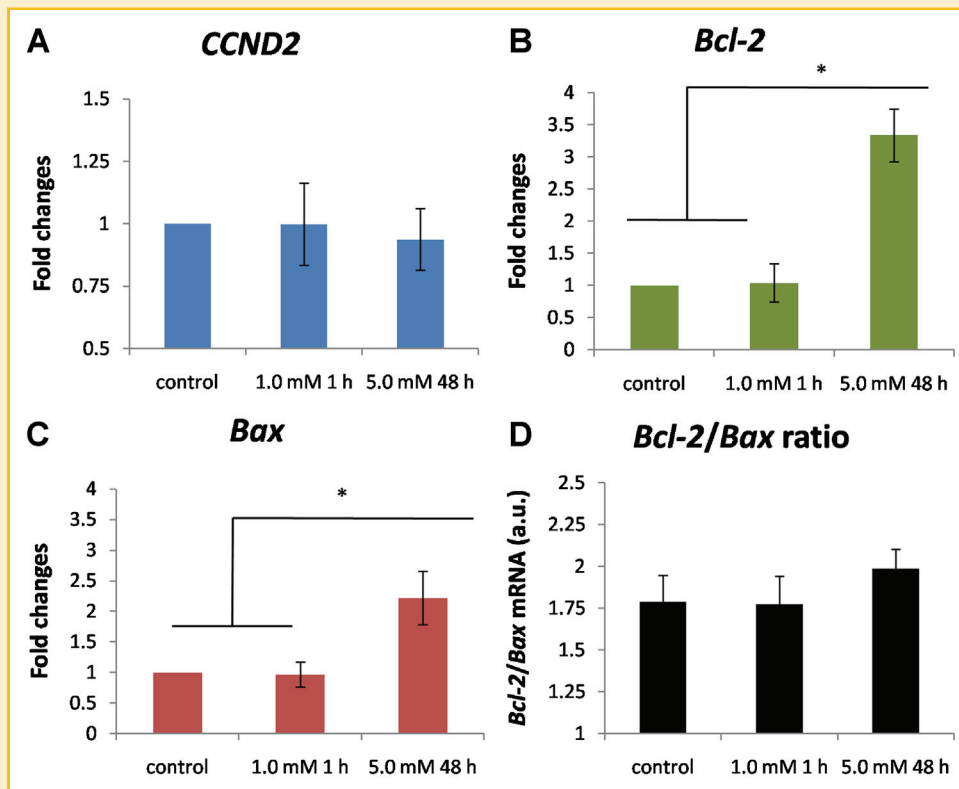 A
CCND2
Fold changes
1.5
1.25
1
0.75
0.5
control
1.0 mM 1 h
5.0 mM 48 h
B
Bcl-2
*
Fold changes
4
3.5
3
2.5
2
1.5
1
0.5
0
control
1.0 mM 1 h
5.0 mM 48 h
C
Bax
*
Fold changes
4
3.5
3
2.5
2
1.5
1
0.5
0
control
1.0 mM 1 h
5.0 mM 48 h
D
Bcl-2/Bax ratio
Bcl-2/Bax mRNA (a.u.)
2.5
2.25
2
1.75
1.5
1.25
1
control
1.0 mM 1 h
5.0 mM 48 h